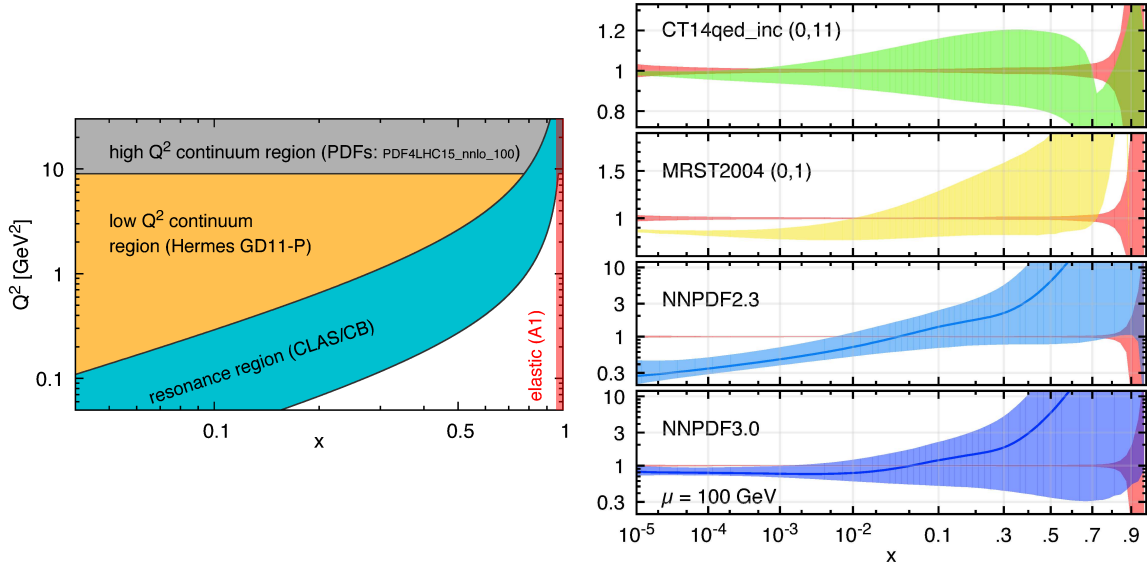 high Q² continuum region (PDFs: PDF4LHC15_nnlo_100)
low Q² continuum
region (Hermes GD11-P)
resonance region (CLAS/CB)
elastic (A1)
Q² [GeV²]
10
1
0.1
0.1
0.5
1
x
CT14qed_inc (0,11)
1.2
1
0.8
MRST2004 (0,1)
1.5
1
NNPDF2.3
10
3
1
0.3
NNPDF3.0
10
3
1
0.3
μ = 100 GeV
10⁻⁵
10⁻⁴
10⁻³
10⁻²
0.1
.3
.5
.7
.9
x